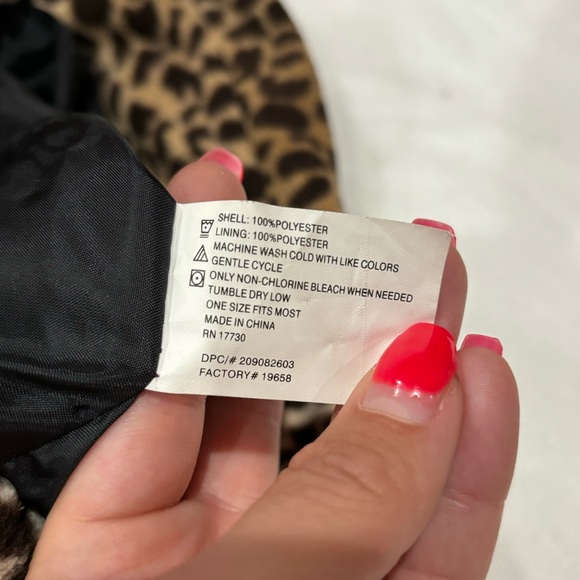 SHELL: 100%POLYESTER
LINING: 100%POLYESTER
MACHINE WASH COLD WITH LIKE COLORS
GENTLE CYCLE
ONLY NON-CHLORINE BLEACH WHEN NEEDED
TUMBLE DRY LOW
ONE SIZE FITS MOST
MADE IN CHINA
RN 17730
DPC/# 209082603
FACTORY# 19658